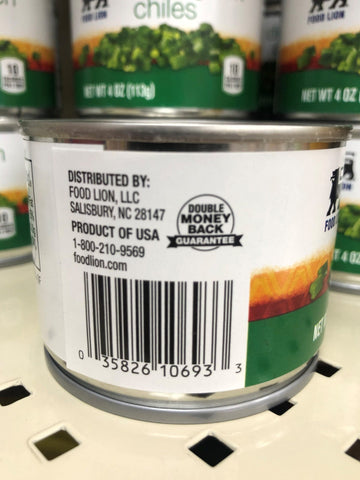 chiles
FOOD LION
NET WT 4 OZ (113g)
NET WT 4 OZ
DISTRIBUTED BY:
FOOD LION, LLC
SALISBURY, NC 28147
PRODUCT OF USA
1-800-210-9569
foodlion.com
DOUBLE
MONEY
BACK
GUARANTEE
0 35826 10693 3